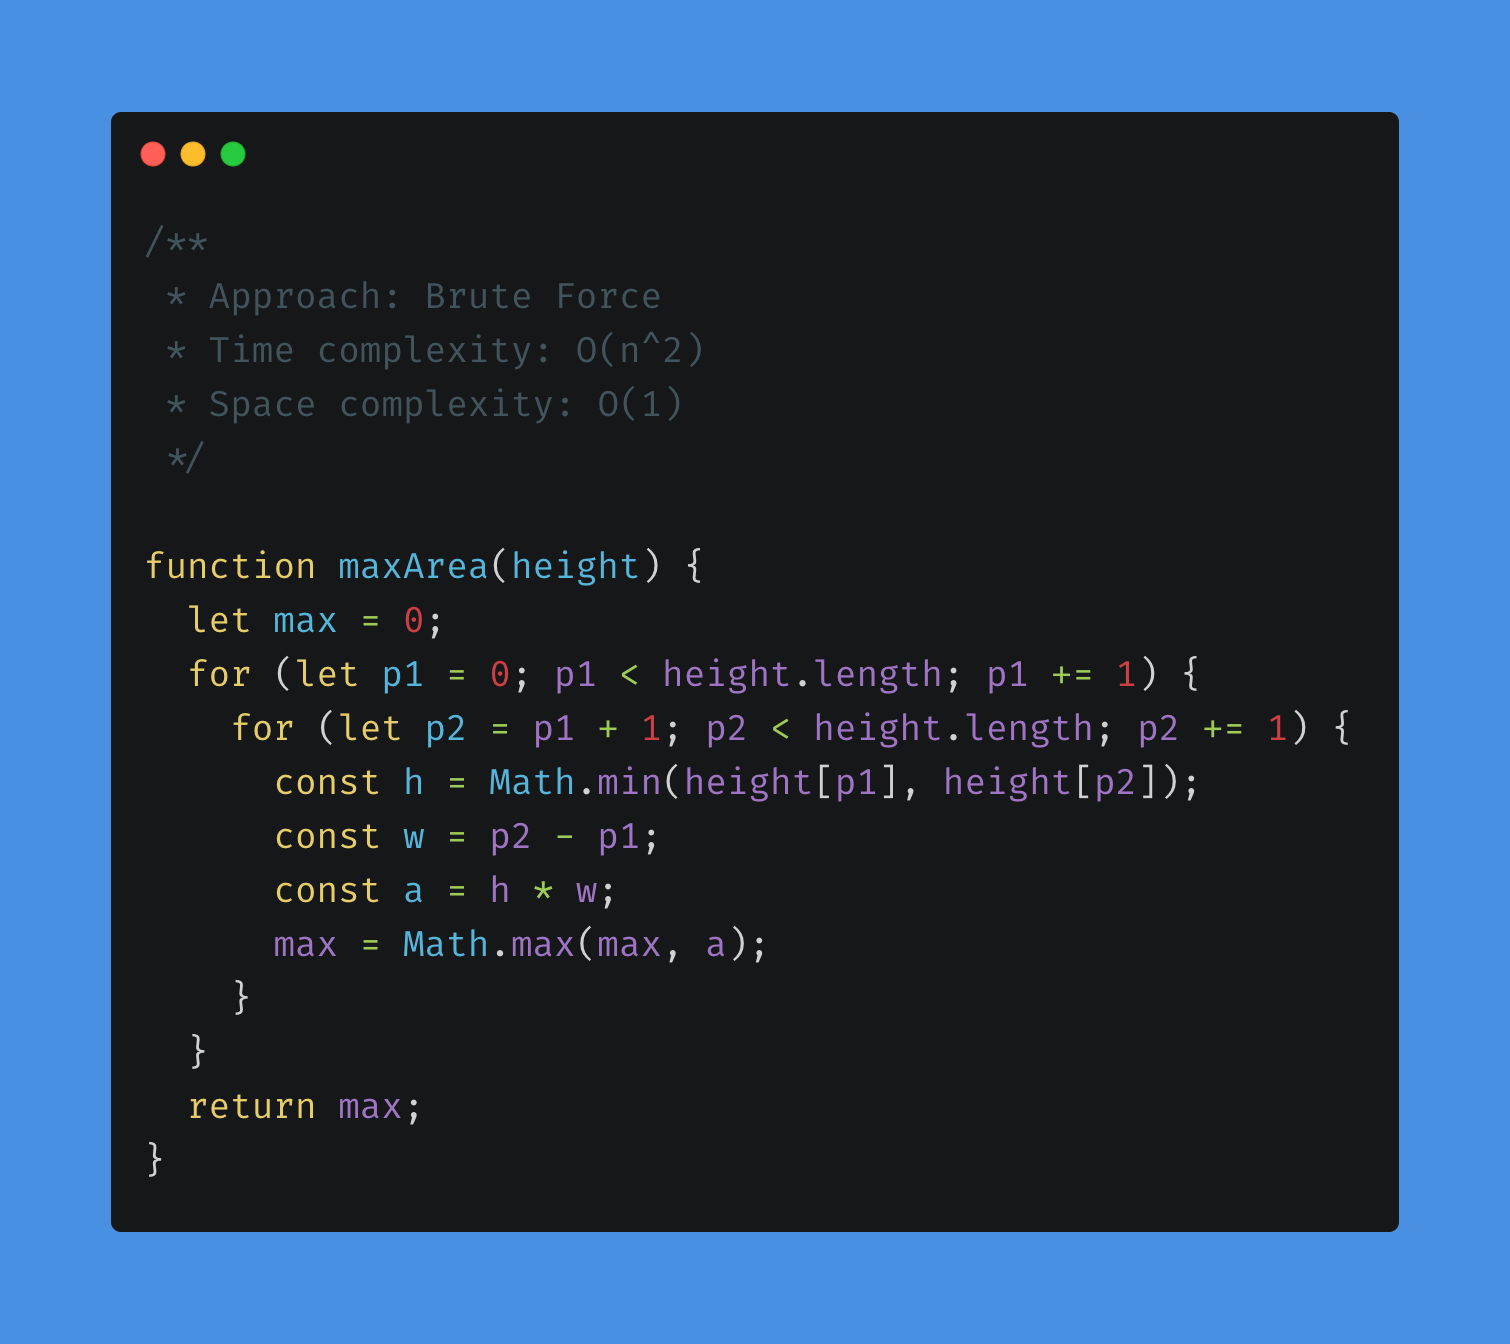 /**
 * Approach: Brute Force
 * Time complexity: O(n^2)
 * Space complexity: O(1)
 */

function maxArea(height) {
  let max = 0;
  for (let p1 = 0; p1 < height.length; p1 += 1) {
    for (let p2 = p1 + 1; p2 < height.length; p2 += 1) {
      const h = Math.min(height[p1], height[p2]);
      const w = p2 - p1;
      const a = h * w;
      max = Math.max(max, a);
    }
  }
  return max;
}